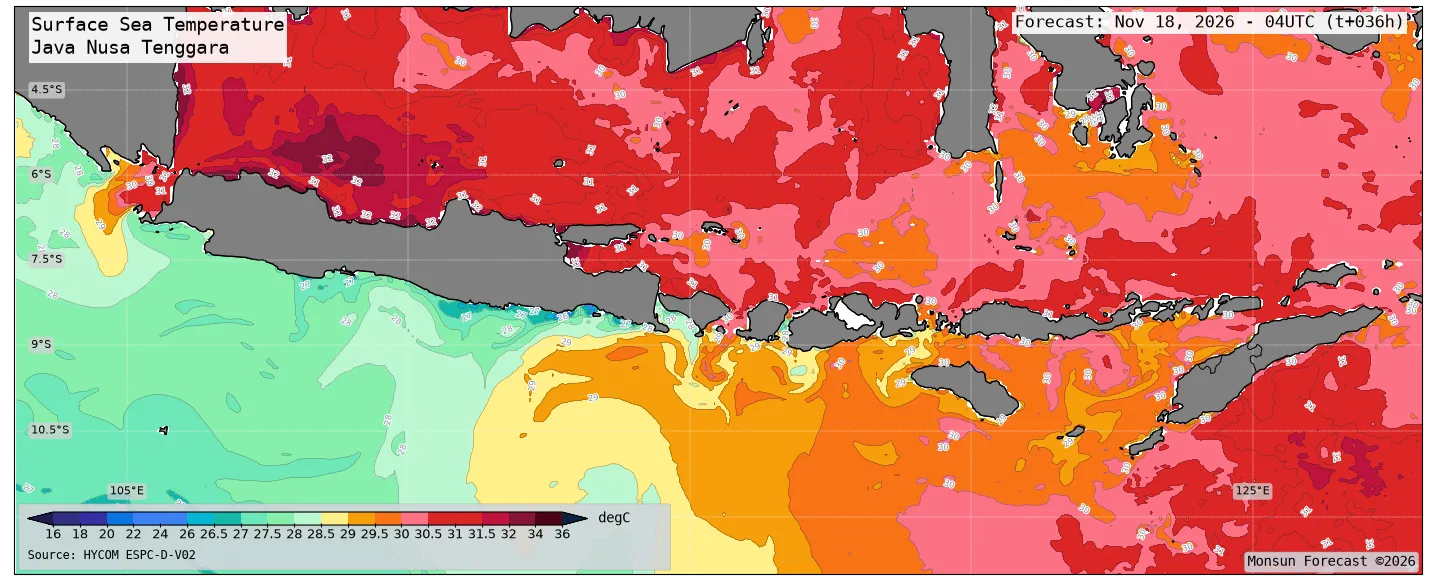 Surface Sea Temperature
Java Nusa Tenggara
Forecast: Nov 18, 2026 - 04UTC (t+036h)
4.5°S
6°S
7.5°S
9°S
10.5°S
105°E
125°E
degC
16 18 20 22 24 26 26.5 27 27.5 28 28.5 29 29.5 30 30.5 31 31.5 32 34 36
Source: HYCOM ESPC-D-V02
Monsun Forecast ©2026